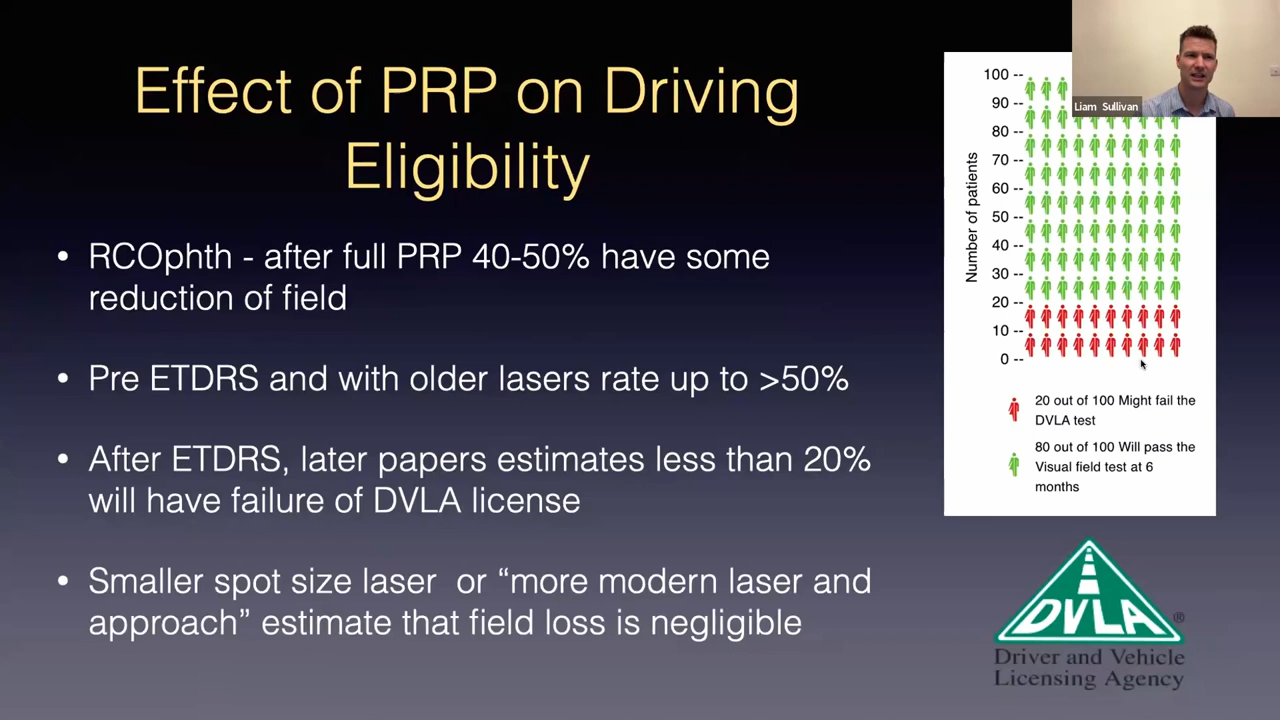 Effect of PRP on Driving
Eligibility
• RCOphth - after full PRP 40-50% have some
reduction of field
• Pre ETDRS and with older lasers rate up to >50%
• After ETDRS, later papers estimates less than 20%
will have failure of DVLA license
• Smaller spot size laser or “more modern laser and
approach” estimate that field loss is negligible
Liam Sullivan
Number of patients
100 --
90 --
80 --
70 --
60 --
50 --
40 --
30 --
20 --
10 --
0 --
20 out of 100 Might fail the
DVLA test
80 out of 100 Will pass the
Visual field test at 6
months
DVLA ®
Driver and Vehicle
Licensing Agency